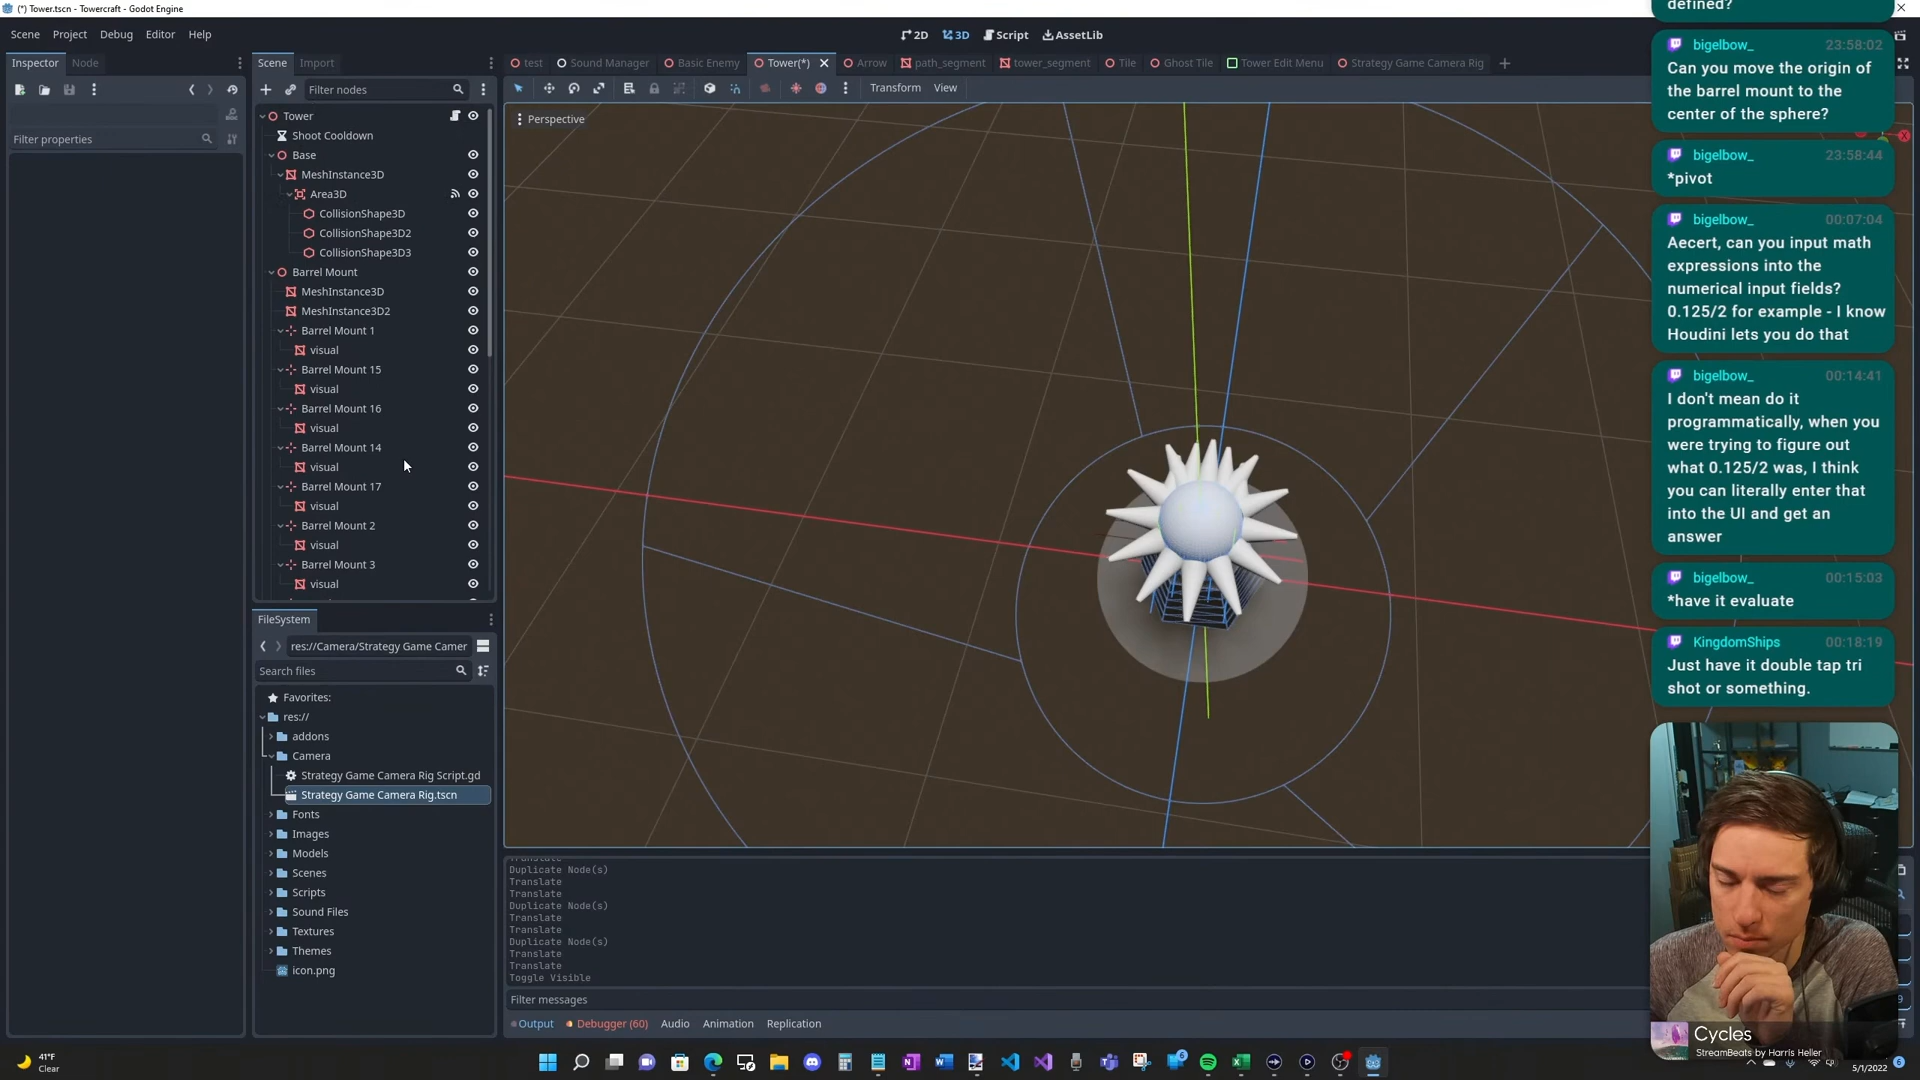 (*) Tower.tscn - Towercraft - Godot Engine
Scene Project Debug Editor Help
2D 3D Script AssetLib
Inspector Node
Filter properties
Scene Import
Filter nodes
Tower
Shoot Cooldown
Base
MeshInstance3D
Area3D
CollisionShape3D
CollisionShape3D2
CollisionShape3D3
Barrel Mount
MeshInstance3D
MeshInstance3D2
Barrel Mount 1
visual
Barrel Mount 15
visual
Barrel Mount 16
visual
Barrel Mount 14
visual
Barrel Mount 17
visual
Barrel Mount 2
visual
Barrel Mount 3
visual
FileSystem
res://Camera/Strategy Game Camer
Search files
Favorites:
res://
addons
Camera
Strategy Game Camera Rig Script.gd
Strategy Game Camera Rig.tscn
Fonts
Images
Models
Scenes
Scripts
Sound Files
Textures
Themes
icon.png
test Sound Manager Basic Enemy Tower(*) Arrow path_segment tower_segment Tile Ghost Tile Tower Edit Menu Strategy Game Camera Rig
Transform View
Perspective
Translate
Duplicate Node(s)
Translate
Translate
Duplicate Node(s)
Translate
Translate
Duplicate Node(s)
Translate
Translate
Toggle Visible
Filter messages
Output Debugger (60) Audio Animation Replication
defined?
bigelbow_ 23:58:02
Can you move the origin of
the barrel mount to the
center of the sphere?
bigelbow_ 23:58:44
*pivot
bigelbow_ 00:07:04
Aecert, can you input math
expressions into the
numerical input fields?
0.125/2 for example - I know
Houdini lets you do that
bigelbow_ 00:14:41
I don't mean do it
programmatically, when you
were trying to figure out
what 0.125/2 was, I think
you can literally enter that
into the UI and get an
answer
bigelbow_ 00:15:03
*have it evaluate
KingdomShips 00:18:19
Just have it double tap tri
shot or something.
Cycles
StreamBeats by Harris Heller
41°F
Clear
6
5/1/2022
6